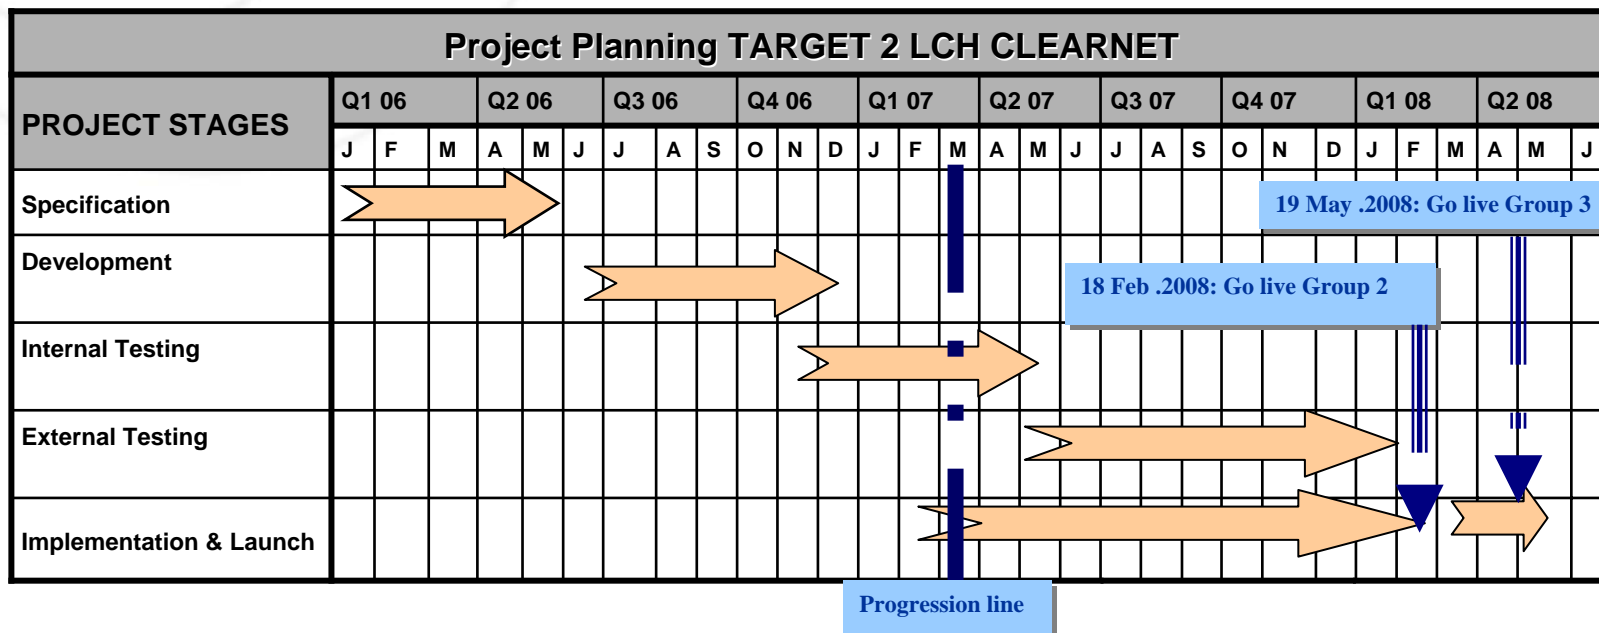 Project Planning TARGET 2 LCH CLEARNET
PROJECT STAGES
Q1 06 Q2 06 Q3 06 Q4 06 Q1 07 Q2 07 Q3 07 Q4 07 Q1 08 Q2 08
J F M A M J J A S O N D J F M A M J J A S O N D J F M A M J
Specification
19 May .2008: Go live Group 3
Development
18 Feb .2008: Go live Group 2
Internal Testing
External Testing
Implementation & Launch
Progression line